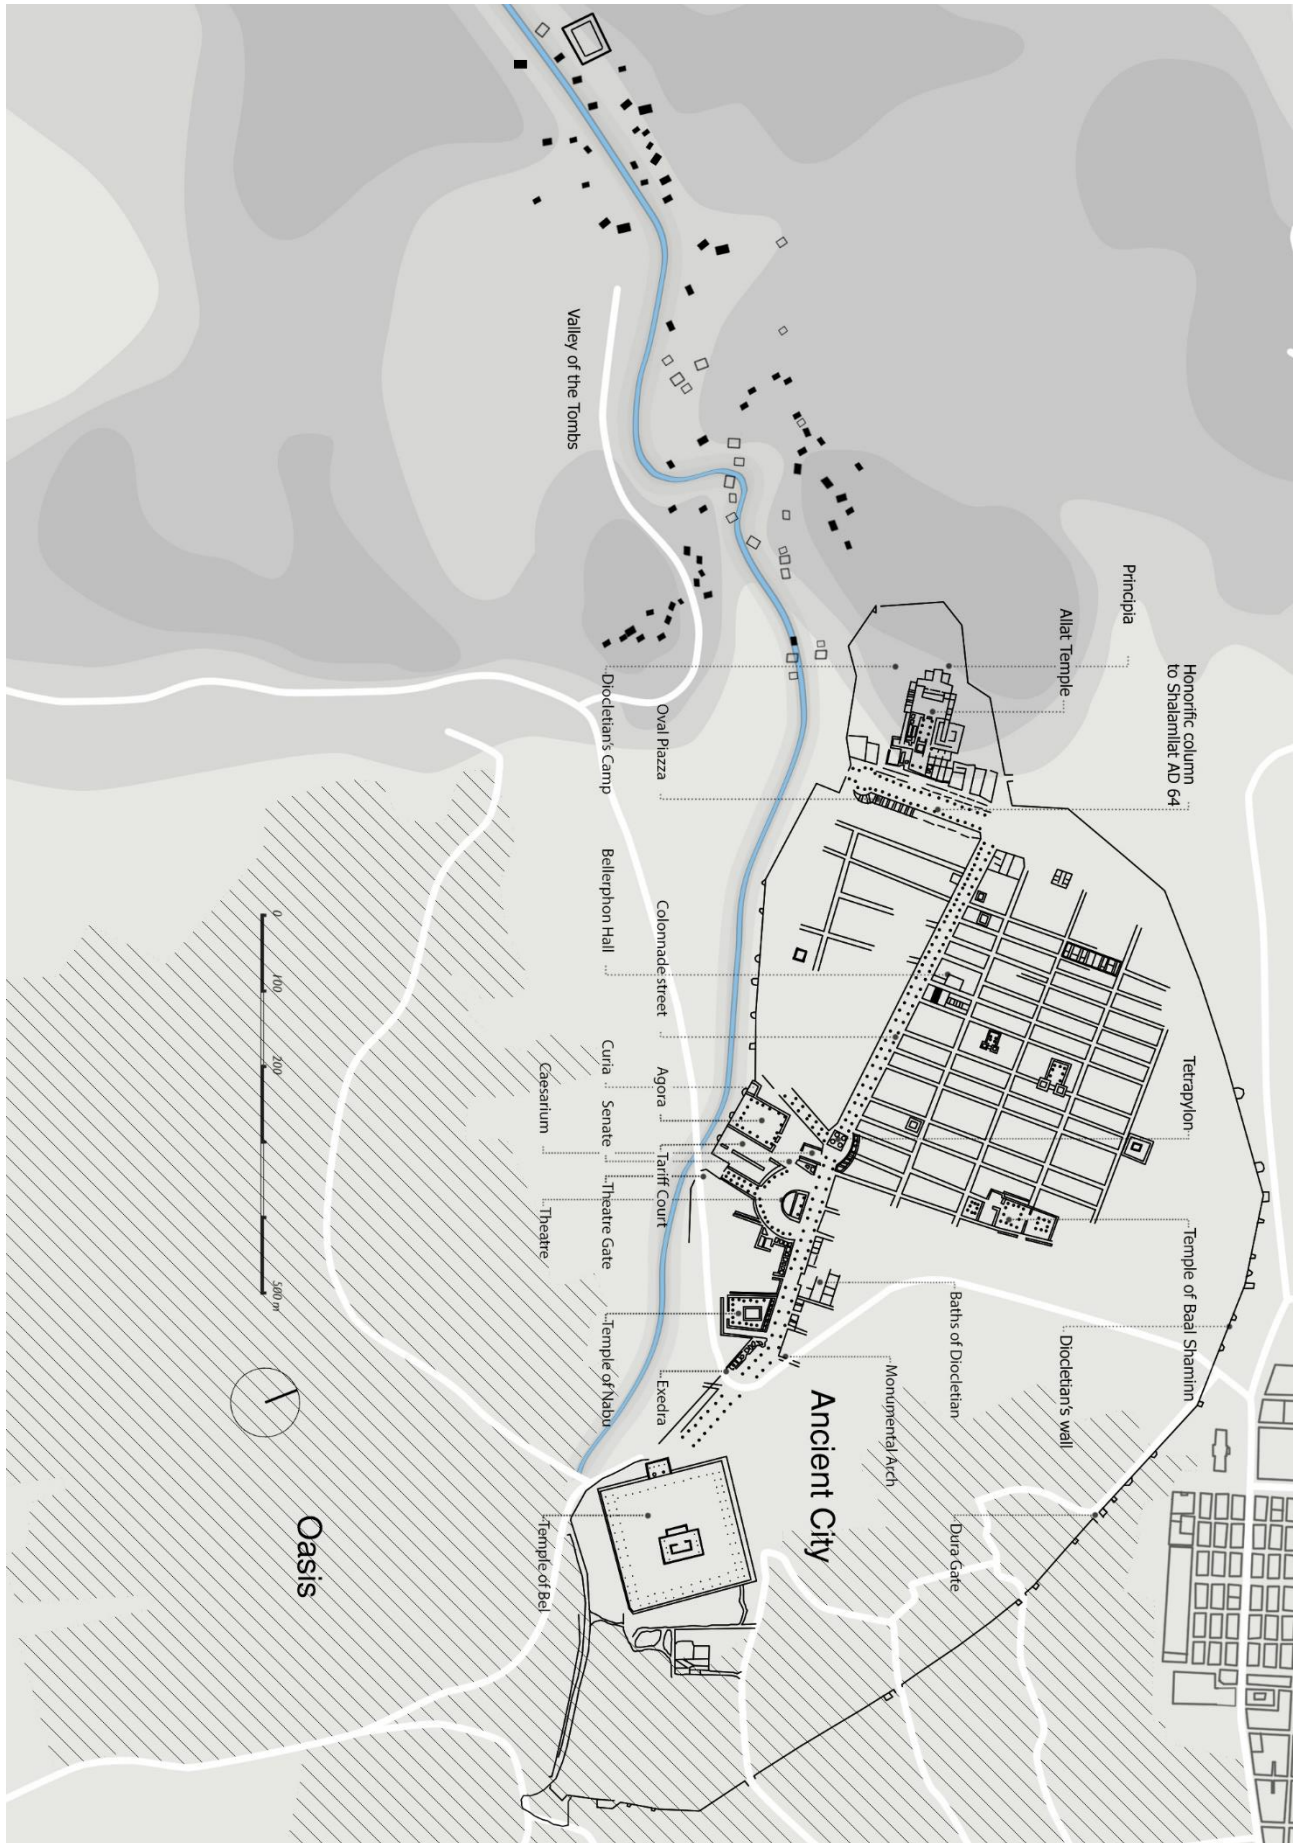 Principia
Allat Temple
Honorific column
to Shalamllat AD 64
Tetrapylon
Temple of Baal Shaminn
Diocletian's wall
Baths of Diocletian
Monumental Arch
Dura Gate
Ancient City
Valley of the Tombs
Diocletian's Camp
Oval Piazza
Bellerphon Hall
Colonnade street
Curia
Agora
Caesarium
Senate
Tariff Court
Theatre Gate
Theatre
Temple of Nabu
Exedra
Temple of Bel
0
100
200
500 m
Oasis